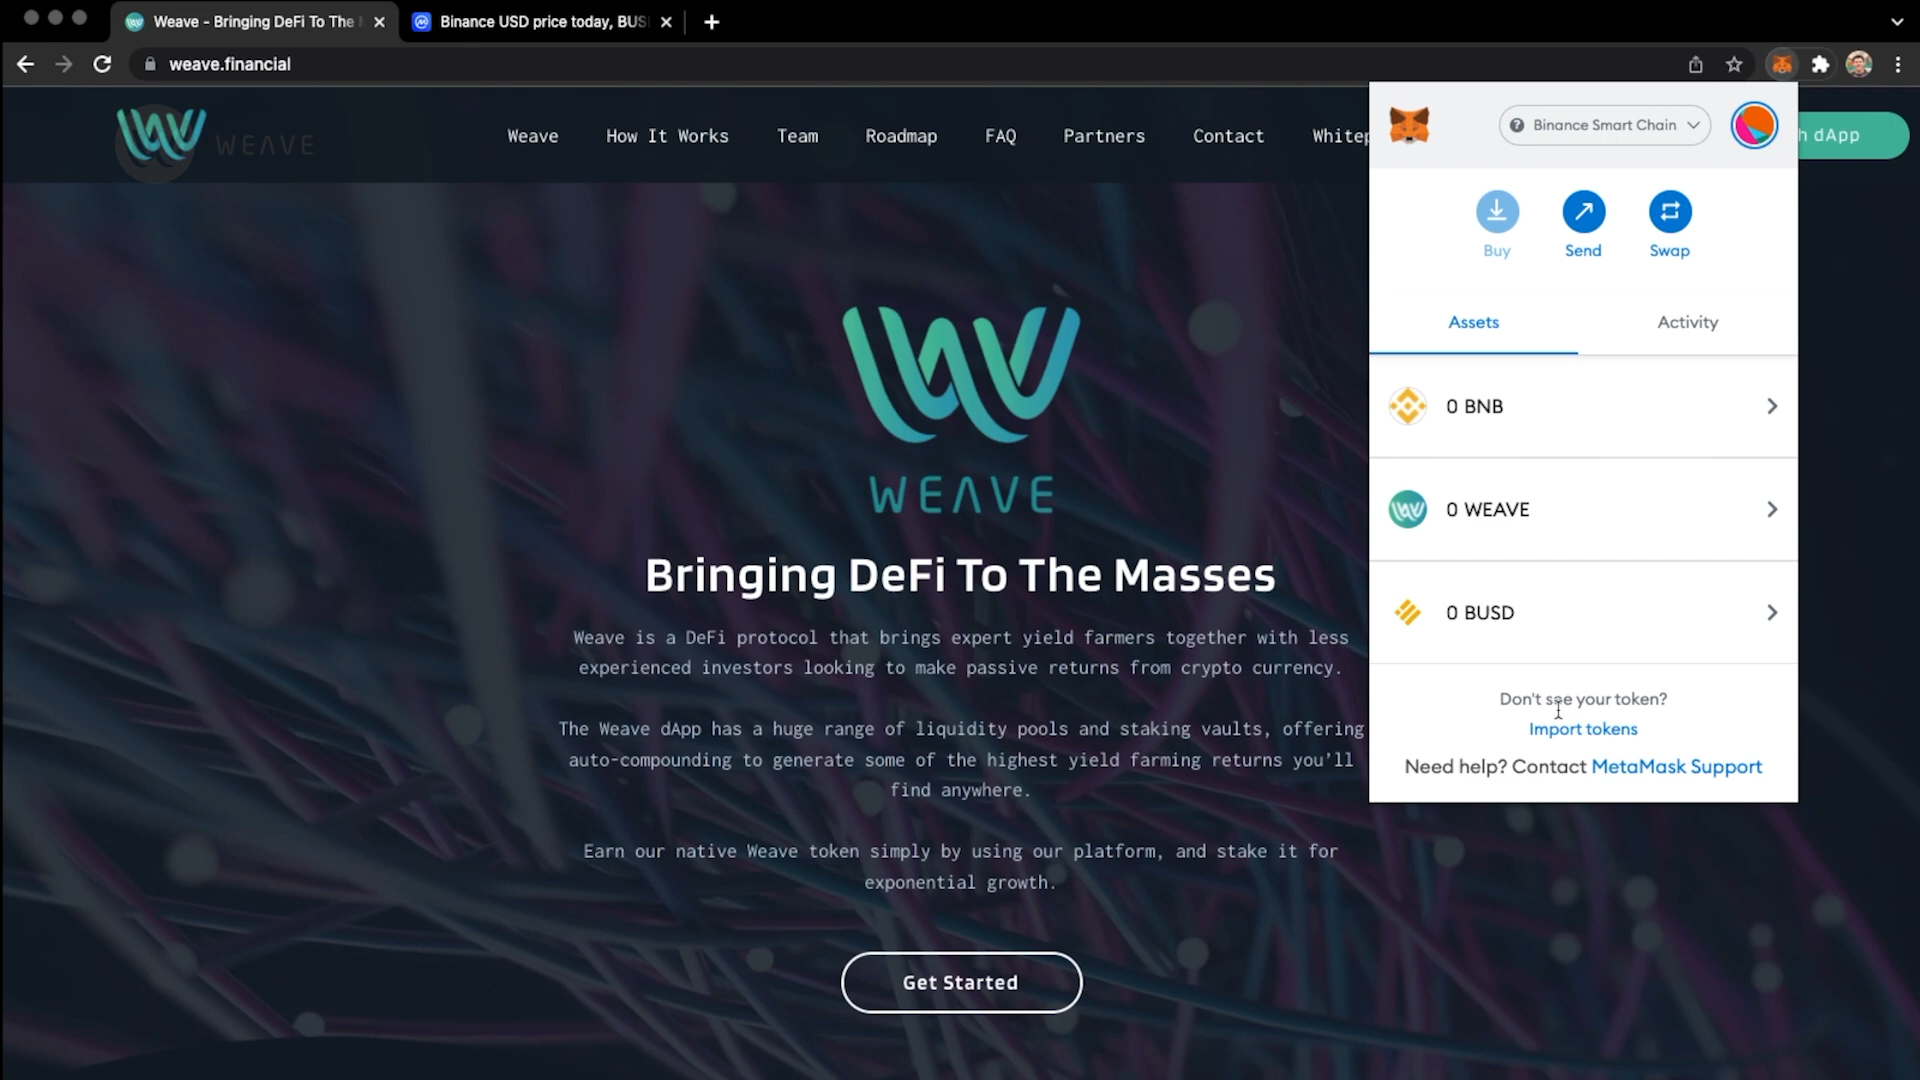 Weave - Bringing DeFi To The
Binance USD price today, BUS
weave.financial
WEAVE
Weave
How It Works
Team
Roadmap
FAQ
Partners
Contact
Whitep
h dApp
Binance Smart Chain
Buy
Send
Swap
Assets
Activity
0 BNB
0 WEAVE
0 BUSD
Don't see your token?
Import tokens
Need help? Contact MetaMask Support
WEAVE
Bringing DeFi To The Masses
Weave is a DeFi protocol that brings expert yield farmers together with less
experienced investors looking to make passive returns from crypto currency.
The Weave dApp has a huge range of liquidity pools and staking vaults, offering
auto-compounding to generate some of the highest yield farming returns you'll
find anywhere.
Earn our native Weave token simply by using our platform, and stake it for
exponential growth.
Get Started